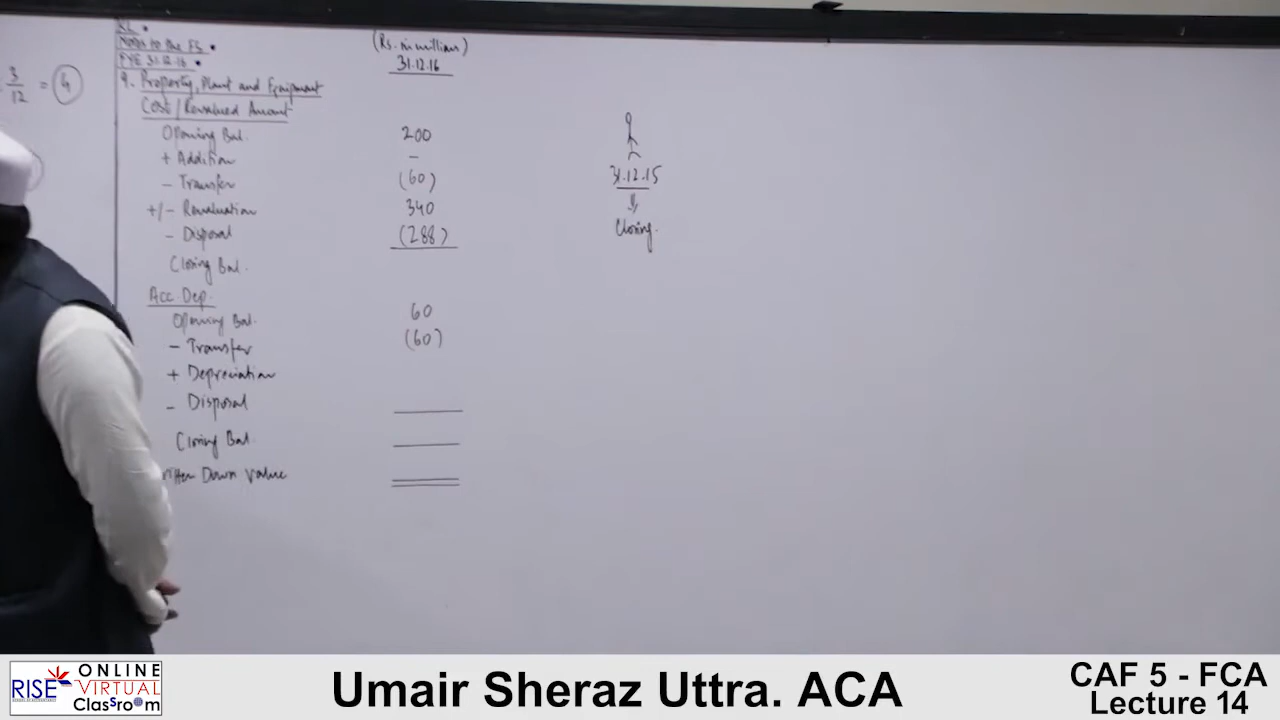 Notes to the FS
FYE 31.12.16
(Rs. in million)
31.12.16
3/12 = 4
9. Property, Plant and Equipment
Cost/Revalued Amount
Opening Bal. 200
+ Addition –
– Transfer (60)
+/– Revaluation 340
– Disposal (288)
Closing Bal.
Acc Dep.
Opening Bal. 60
– Transfer (60)
+ Depreciation
– Disposal
Closing Bal.
Down Value
31.12.15
Closing.
RISE
ONLINE
VIRTUAL
Classroom
Umair Sheraz Uttra. ACA
CAF 5 - FCA
Lecture 14